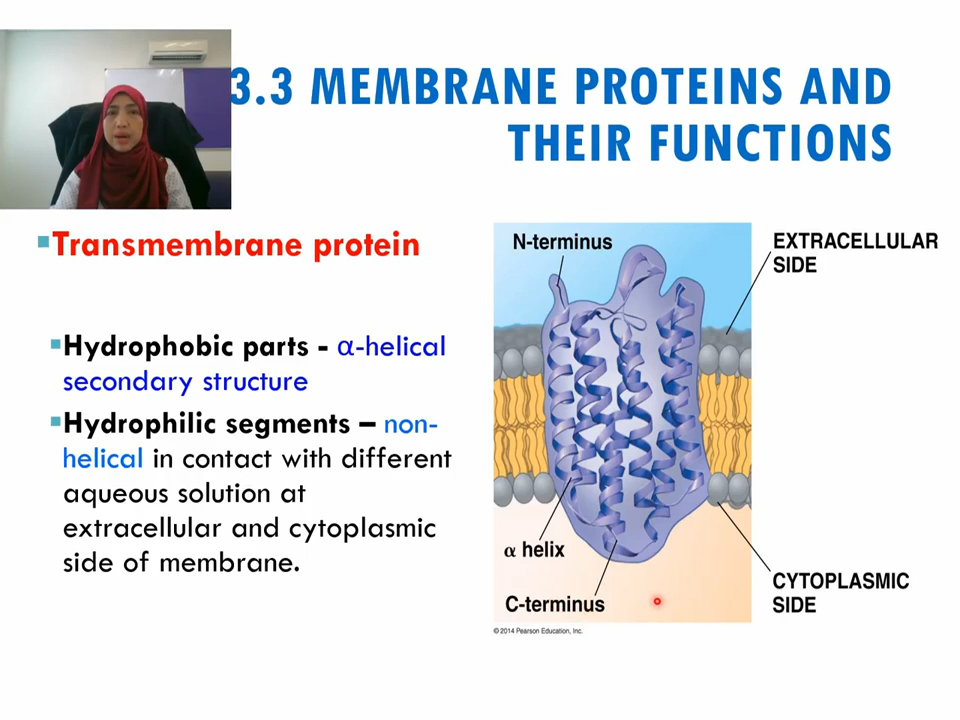 3.3 MEMBRANE PROTEINS AND
THEIR FUNCTIONS
Transmembrane protein
Hydrophobic parts - α-helical
secondary structure
Hydrophilic segments – non-
helical in contact with different
aqueous solution at
extracellular and cytoplasmic
side of membrane.
N-terminus
EXTRACELLULAR
SIDE
α helix
C-terminus
CYTOPLASMIC
SIDE
© 2014 Pearson Education, Inc.